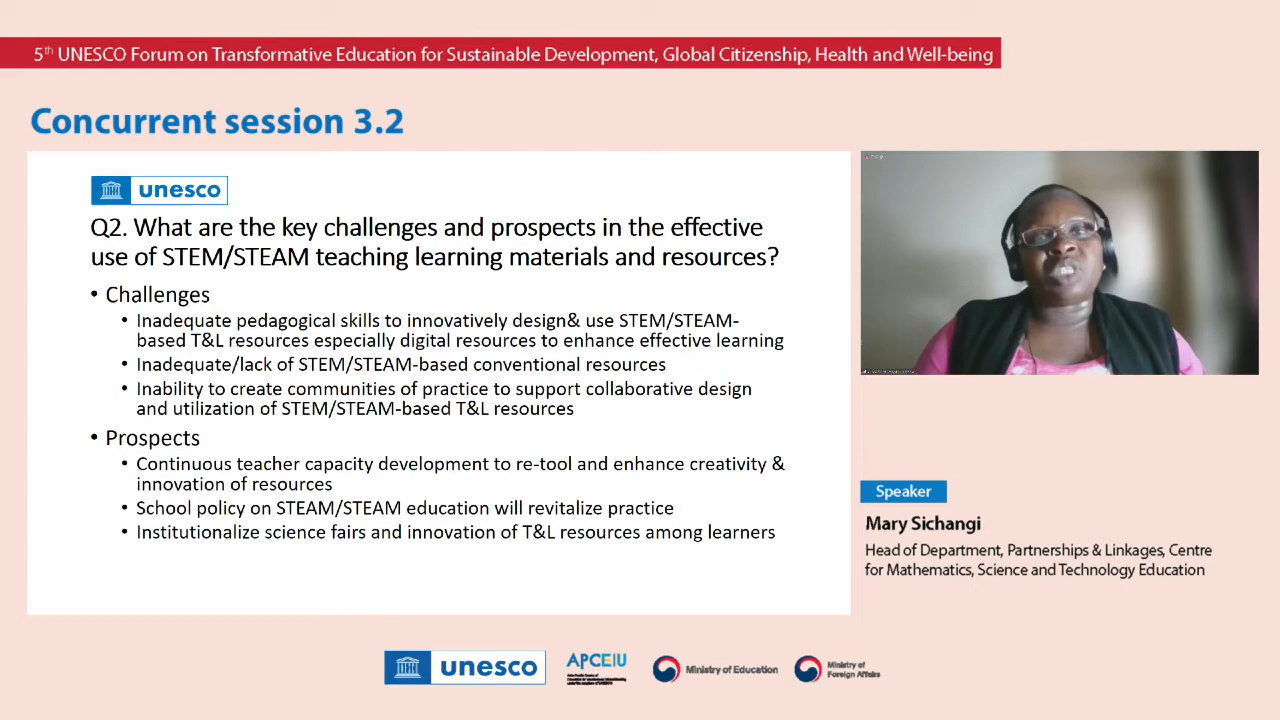 5th UNESCO Forum on Transformative Education for Sustainable Development, Global Citizenship, Health and Well-being
Concurrent session 3.2
unesco
Q2. What are the key challenges and prospects in the effective
use of STEM/STEAM teaching learning materials and resources?
• Challenges
• Inadequate pedagogical skills to innovatively design& use STEM/STEAM-
based T&L resources especially digital resources to enhance effective learning
• Inadequate/lack of STEM/STEAM-based conventional resources
• Inability to create communities of practice to support collaborative design
and utilization of STEM/STEAM-based T&L resources
• Prospects
• Continuous teacher capacity development to re-tool and enhance creativity &
innovation of resources
• School policy on STEAM/STEAM education will revitalize practice
• Institutionalize science fairs and innovation of T&L resources among learners
Speaker
Mary Sichangi
Head of Department, Partnerships & Linkages, Centre
for Mathematics, Science and Technology Education
unesco
APCEIU
Ministry of Education
Ministry of
Foreign Affairs